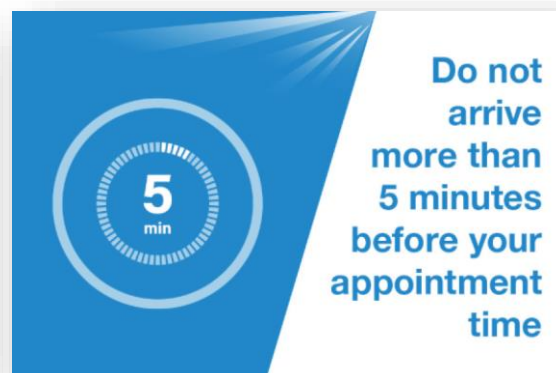 5
min
Do not
arrive
more than
5 minutes
before your
appointment
time